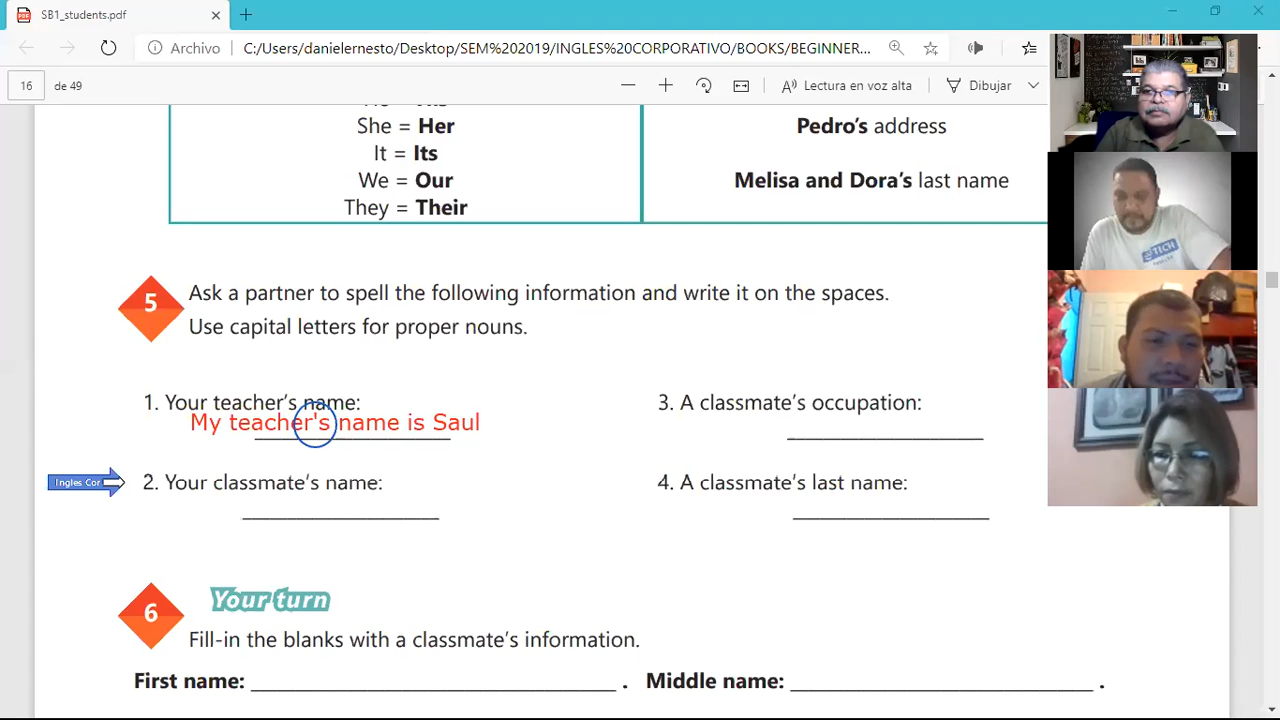 SB1_students.pdf
Archivo
C:/Users/danielernesto/Desktop/SEM%202019/INGLES%20CORPORATIVO/BOOKS/BEGINNER...
16
de 49
Lectura en voz alta
Dibujar
She = Her
It = Its
We = Our
They = Their
Pedro's address
Melisa and Dora's last name
5
Ask a partner to spell the following information and write it on the spaces.
Use capital letters for proper nouns.
1. Your teacher's name:
My teacher's name is Saul
Ingles Cor
2. Your classmate's name:
3. A classmate's occupation:
4. A classmate's last name:
6
Your turn
Fill-in the blanks with a classmate's information.
First name: . Middle name: .
TECH